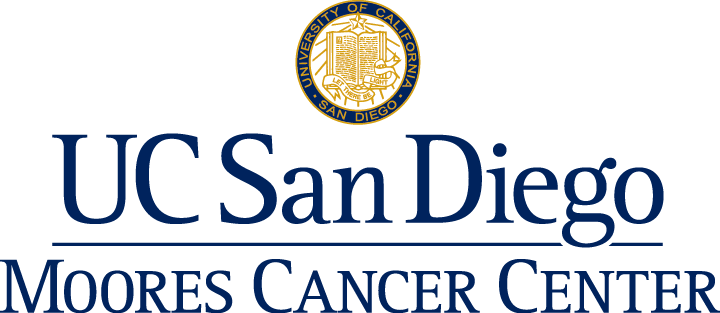 UNIVERSITY OF CALIFORNIA
LET THERE BE LIGHT
· SAN DIEGO ·
UC San Diego
MOORES CANCER CENTER